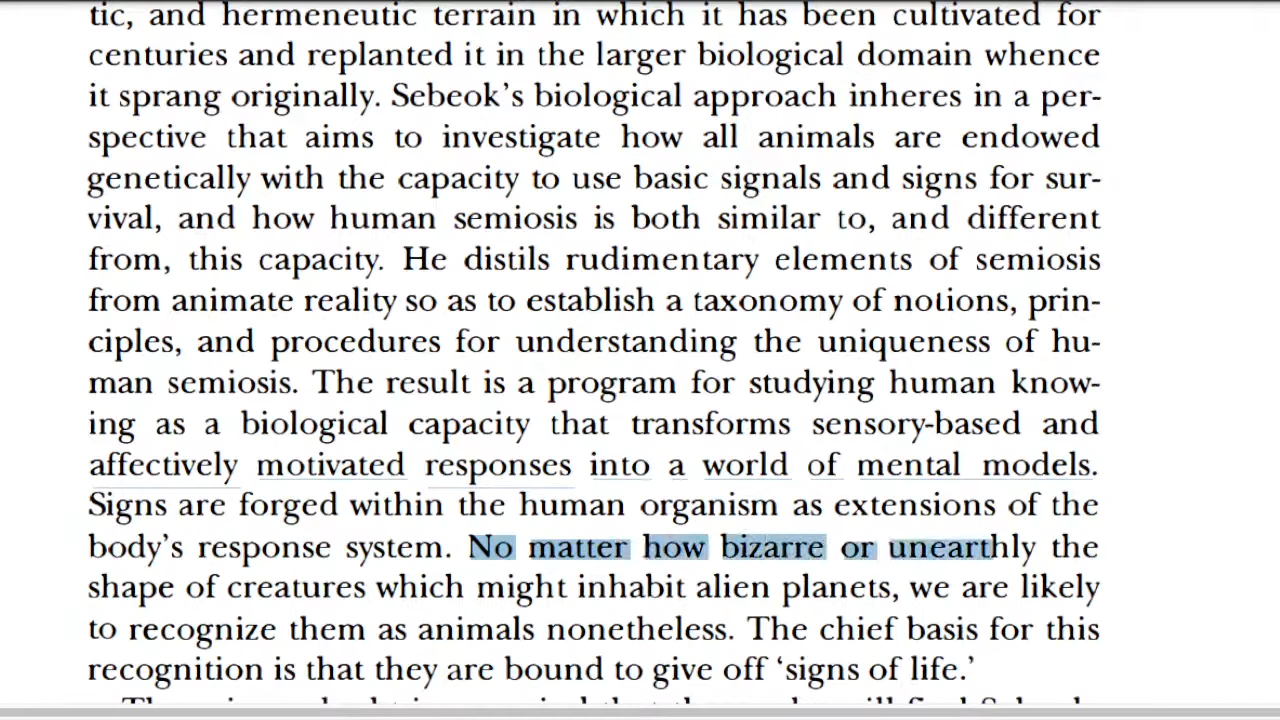 tic, and hermeneutic terrain in which it has been cultivated for
centuries and replanted it in the larger biological domain whence
it sprang originally. Sebeok's biological approach inheres in a per-
spective that aims to investigate how all animals are endowed
genetically with the capacity to use basic signals and signs for sur-
vival, and how human semiosis is both similar to, and different
from, this capacity. He distils rudimentary elements of semiosis
from animate reality so as to establish a taxonomy of notions, prin-
ciples, and procedures for understanding the uniqueness of hu-
man semiosis. The result is a program for studying human know-
ing as a biological capacity that transforms sensory-based and
affectively motivated responses into a world of mental models.
Signs are forged within the human organism as extensions of the
body's response system. No matter how bizarre or unearthly the
shape of creatures which might inhabit alien planets, we are likely
to recognize them as animals nonetheless. The chief basis for this
recognition is that they are bound to give off 'signs of life.'